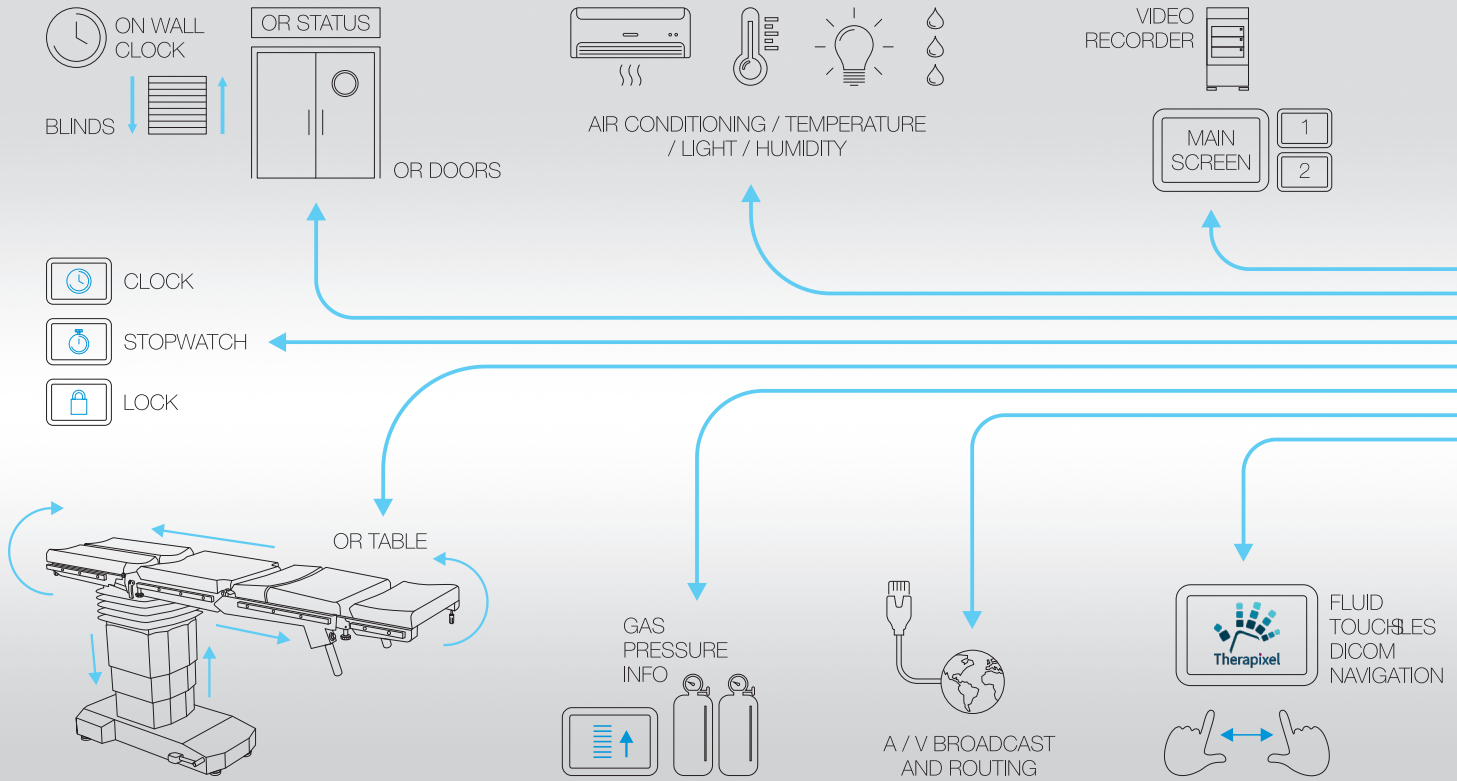 ON WALL
CLOCK
OR STATUS
BLINDS
OR DOORS
AIR CONDITIONING / TEMPERATURE
/ LIGHT / HUMIDITY
VIDEO
RECORDER
MAIN
SCREEN
1
2
CLOCK
STOPWATCH
LOCK
OR TABLE
GAS
PRESSURE
INFO
A / V BROADCAST
AND ROUTING
Therapixel
FLUID
TOUCHSLES
DICOM
NAVIGATION